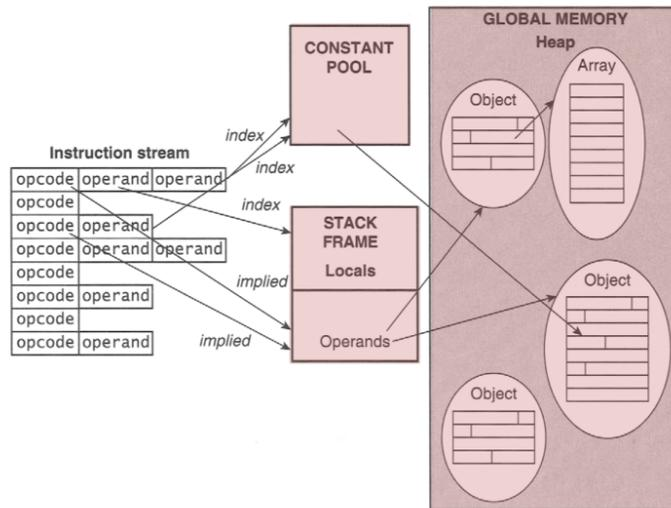 GLOBAL MEMORY
Heap
CONSTANT
POOL
Array
Object
index
index
Instruction stream
opcode operand operand
opcode
index
opcode operand
STACK
FRAME
opcode operand operand
Locals
opcode
implied
Object
opcode operand
opcode
implied
Operands
opcode operand
Object